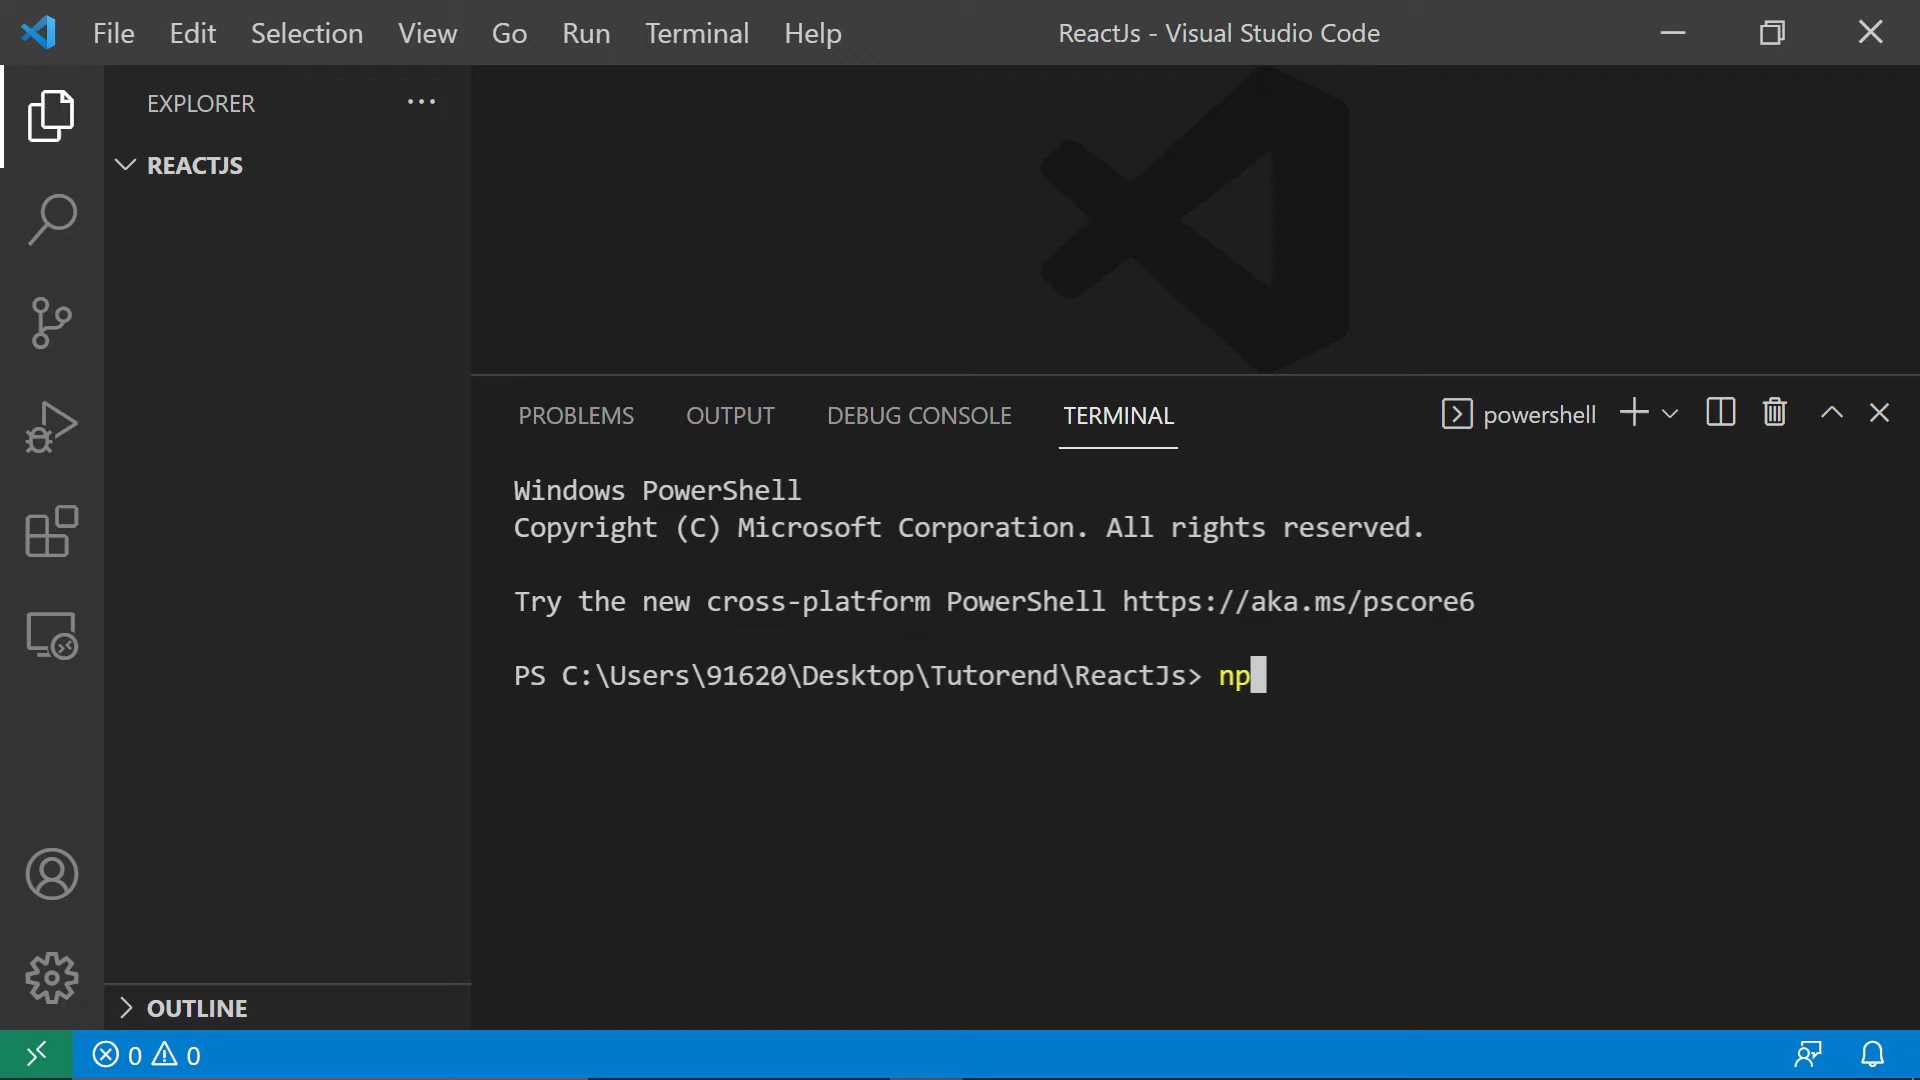 File Edit Selection View Go Run Terminal Help ReactJs - Visual Studio Code
EXPLORER
REACTJS
PROBLEMS OUTPUT DEBUG CONSOLE TERMINAL powershell
Windows PowerShell
Copyright (C) Microsoft Corporation. All rights reserved.
Try the new cross-platform PowerShell https://aka.ms/pscore6
PS C:\Users\91620\Desktop\Tutorend\ReactJs> np
OUTLINE
0 0